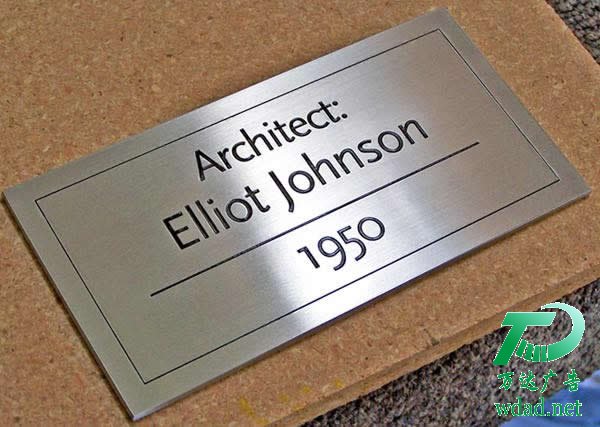 Architect:
Elliot Johnson
1950
万达广告
wdad.net